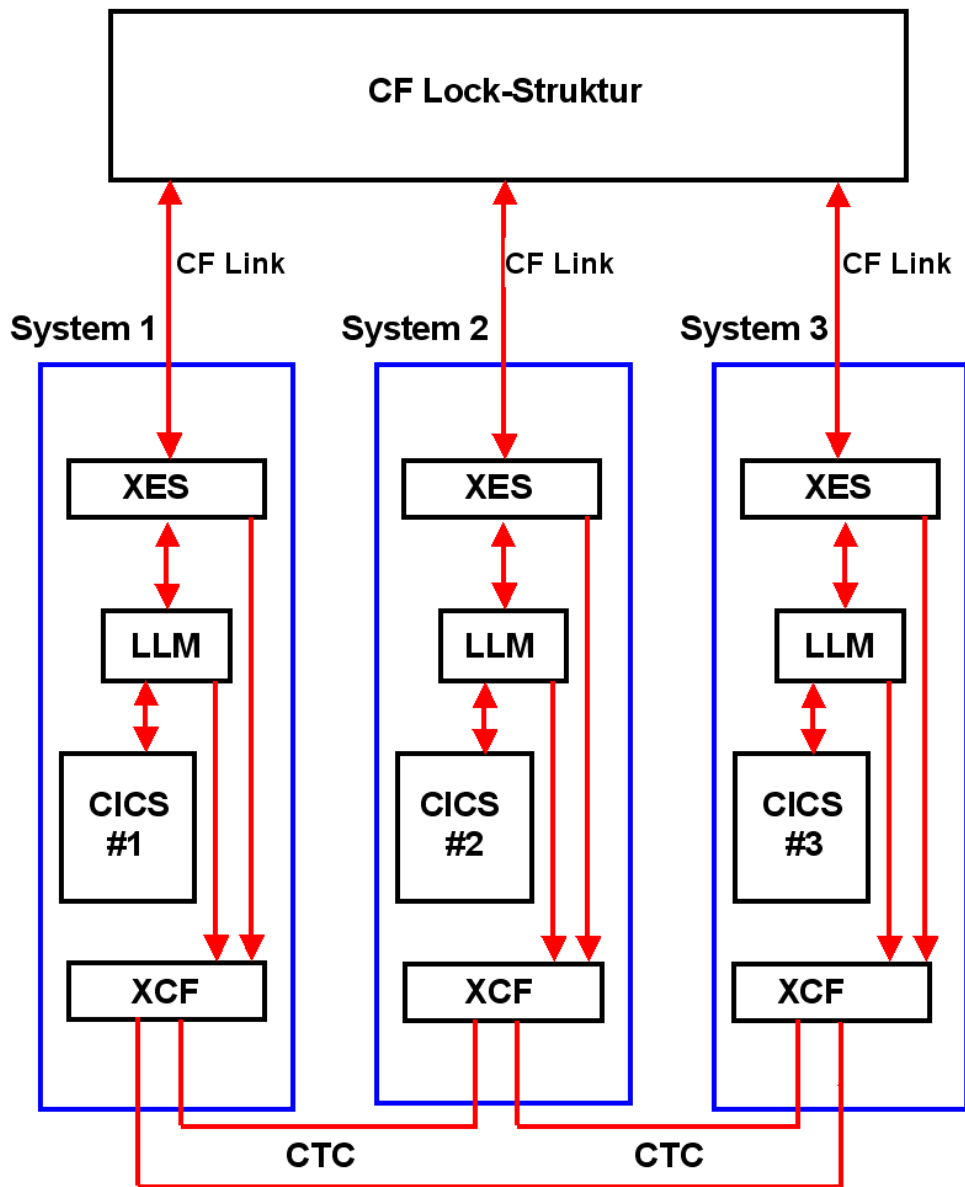 CF Lock-Struktur
CF Link
CF Link
CF Link
System 1
System 2
System 3
XES
XES
XES
LLM
LLM
LLM
CICS
#1
CICS
#2
CICS
#3
XCF
XCF
XCF
CTC
CTC